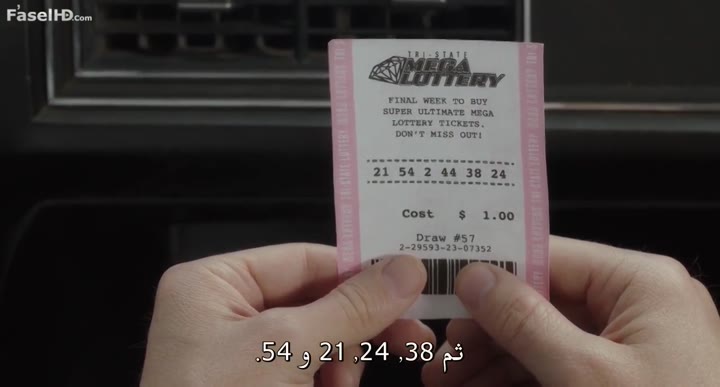 FaselHD.com
TRI-STATE
MEGA
LOTTERY
FINAL WEEK TO BUY
SUPER ULTIMATE MEGA
LOTTERY TICKETS.
DON'T MISS OUT!
21 54 2 44 38 24
Cost $ 1.00
Draw #57
2-29593-23-07352
ثم 38, 24, 21 و 54.